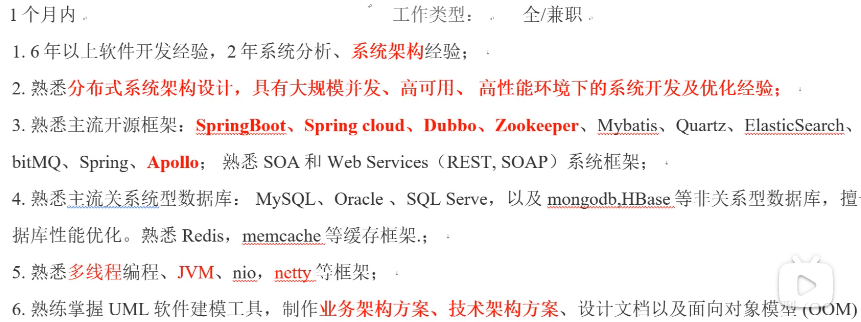 1 个月内 工作类型： 全/兼职
1. 6 年以上软件开发经验，2 年系统分析、系统架构经验；
2. 熟悉分布式系统架构设计，具有大规模并发、高可用、 高性能环境下的系统开发及优化经验；
3. 熟悉主流开源框架：SpringBoot、Spring cloud、Dubbo、Zookeeper、Mybatis、Quartz、ElasticSearch、
bitMQ、Spring、Apollo； 熟悉 SOA 和 Web Services（REST, SOAP）系统框架；
4. 熟悉主流关系统型数据库： MySQL、Oracle 、SQL Serve，以及 mongodb,HBase 等非关系型数据库，擅
据库性能优化。熟悉 Redis，memcache 等缓存框架.；
5. 熟悉多线程编程、JVM、nio，netty 等框架；
6. 熟练掌握 UML 软件建模工具，制作业务架构方案、技术架构方案、设计文档以及面向对象模型 (OOM)